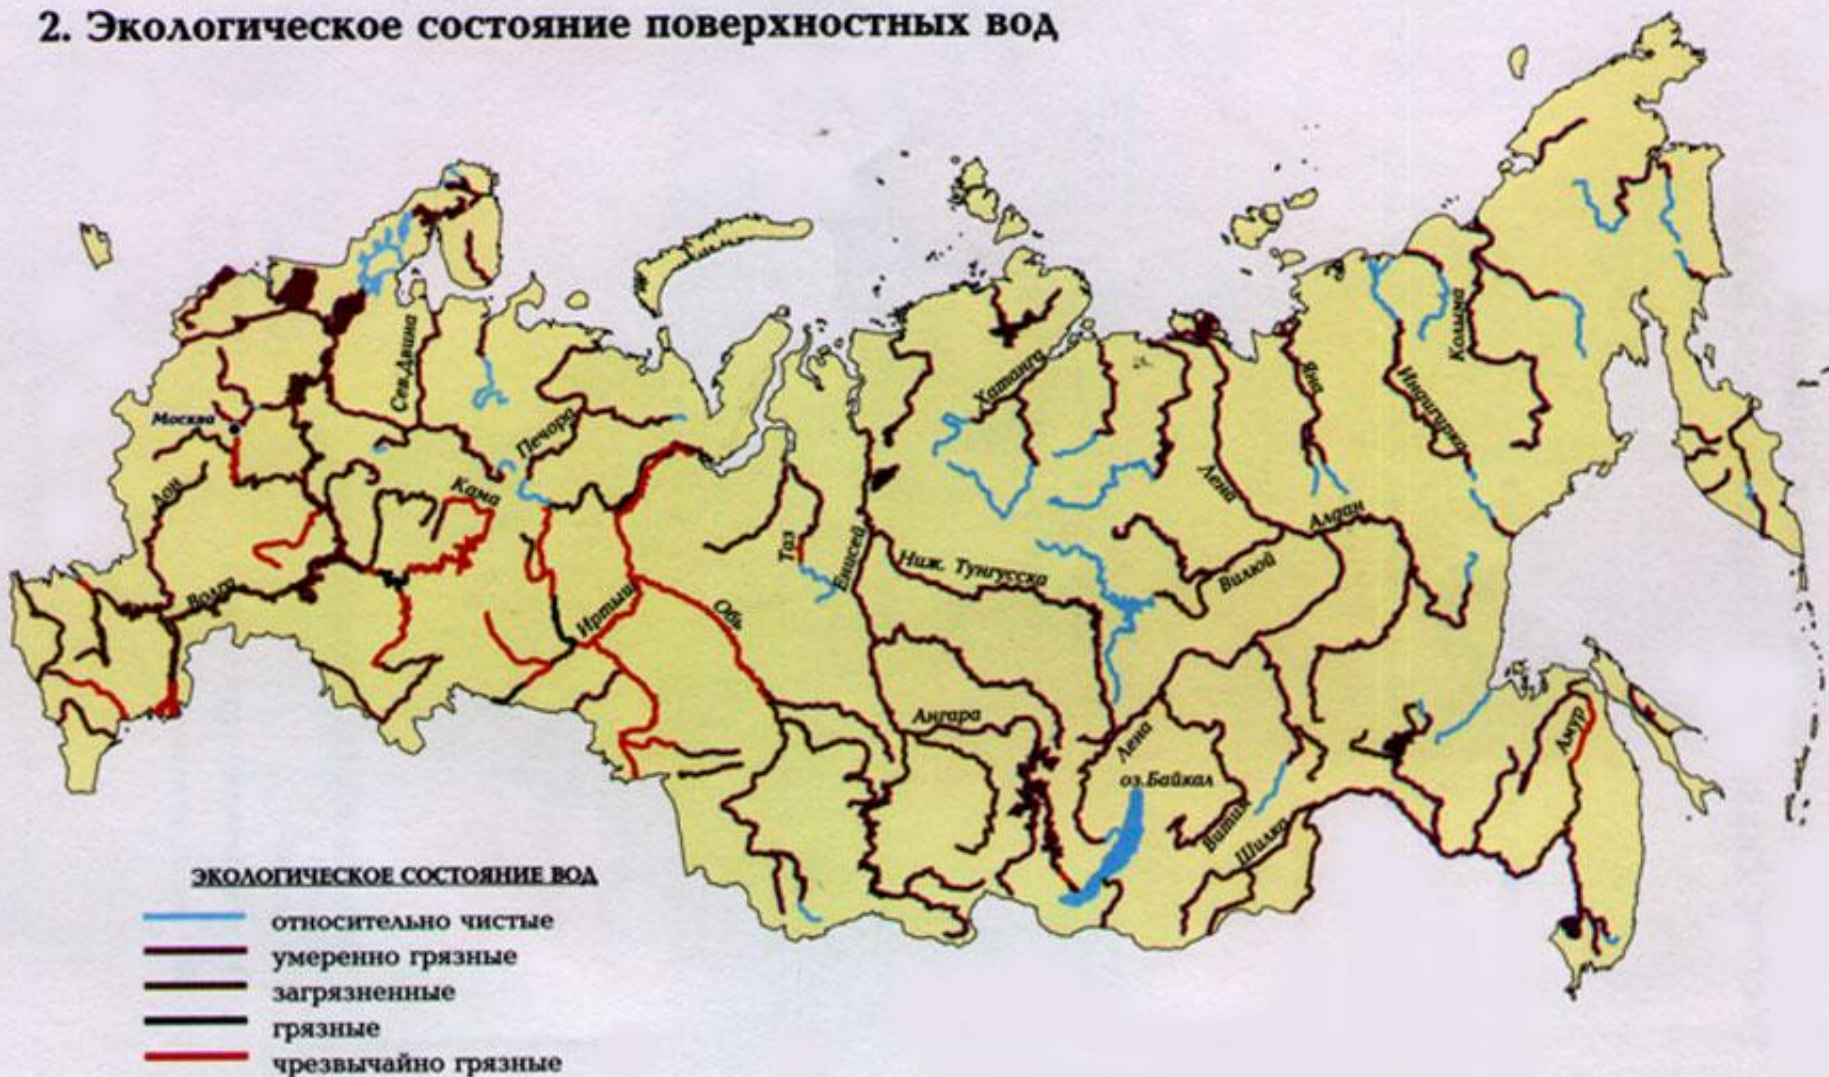 2. Экологическое состояние поверхностных вод
Москва
Сев. Двина
Печора
Кама
Дон
Волга
Иртыш
Обь
Таз
Енисей
Ниж. Тунгусска
Хатанга
Лена
Яна
Индигирка
Колыма
Алдан
Вилюй
Ангара
Лена
оз. Байкал
Витим
Шилка
Амур
ЭКОЛОГИЧЕСКОЕ СОСТОЯНИЕ ВОД
относительно чистые
умеренно грязные
загрязненные
грязные
чрезвычайно грязные